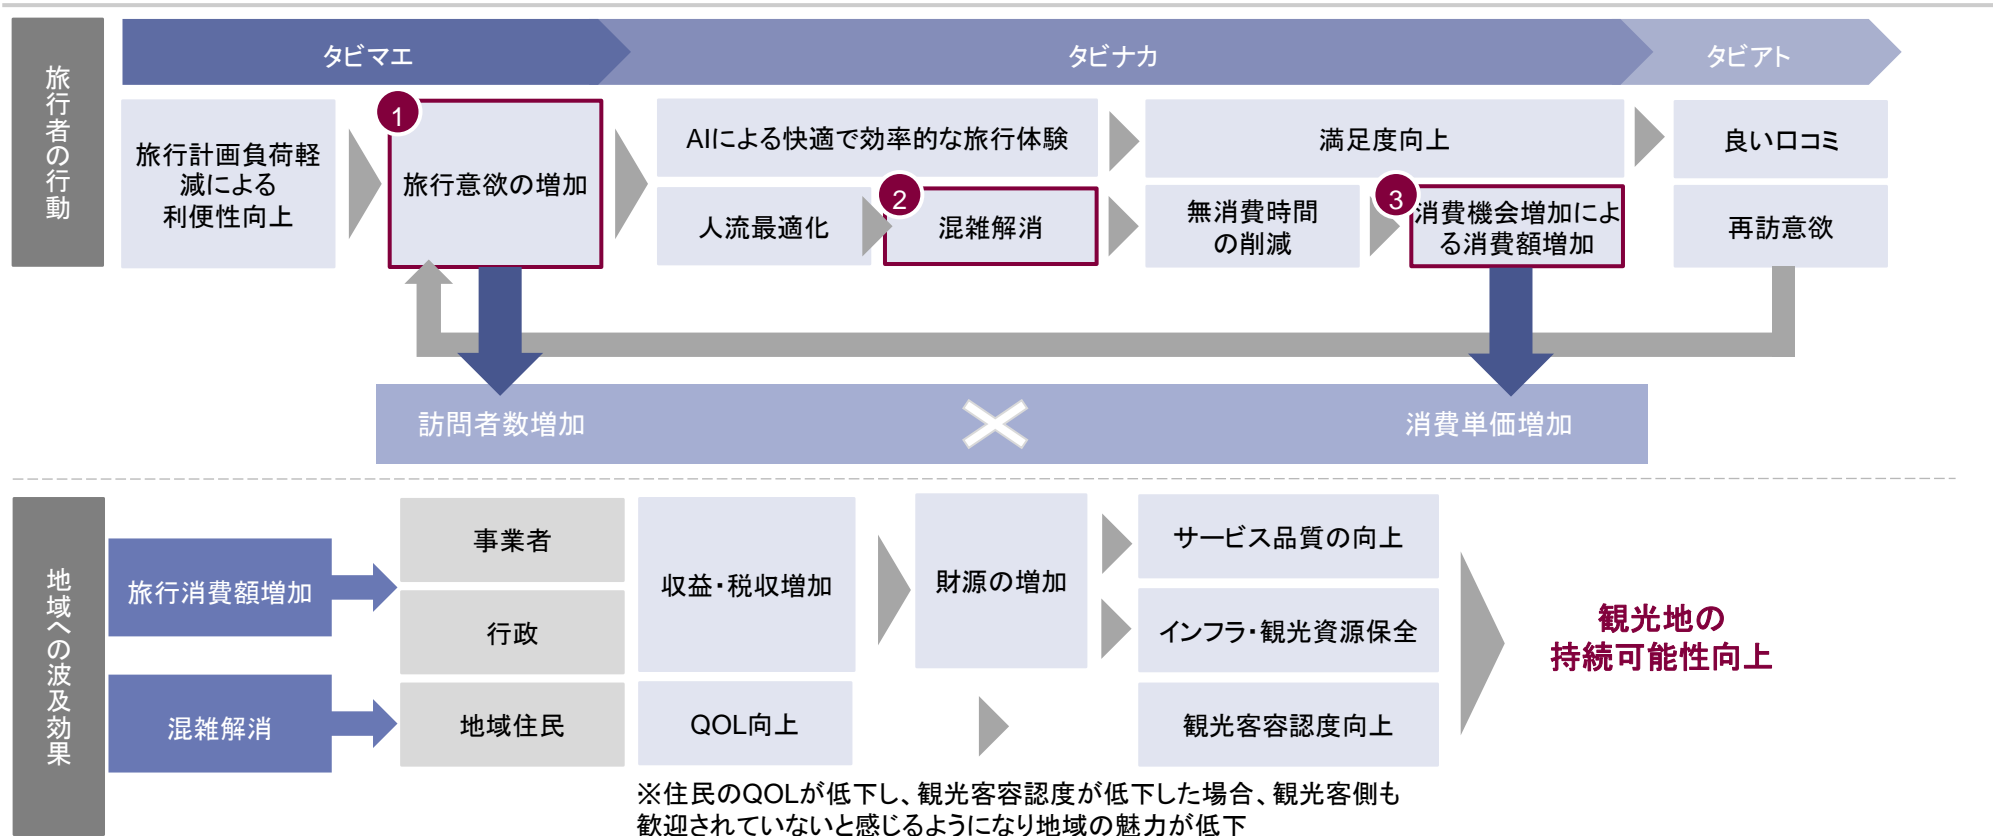 旅行者の行動
タビマエ
タビナカ
タビアト
旅行計画負荷軽
減による
利便性向上
1
旅行意欲の増加
AIによる快適で効率的な旅行体験
満足度向上
良い口コミ
人流最適化
2
混雑解消
無消費時間
の削減
3
消費機会増加によ
る消費額増加
再訪意欲
訪問者数増加
消費単価増加
地域への波及効果
旅行消費額増加
混雑解消
事業者
行政
地域住民
収益・税収増加
QOL向上
財源の増加
サービス品質の向上
インフラ・観光資源保全
観光客容認度向上
観光地の
持続可能性向上
※住民のQOLが低下し、観光客容認度が低下した場合、観光客側も
歓迎されていないと感じるようになり地域の魅力が低下